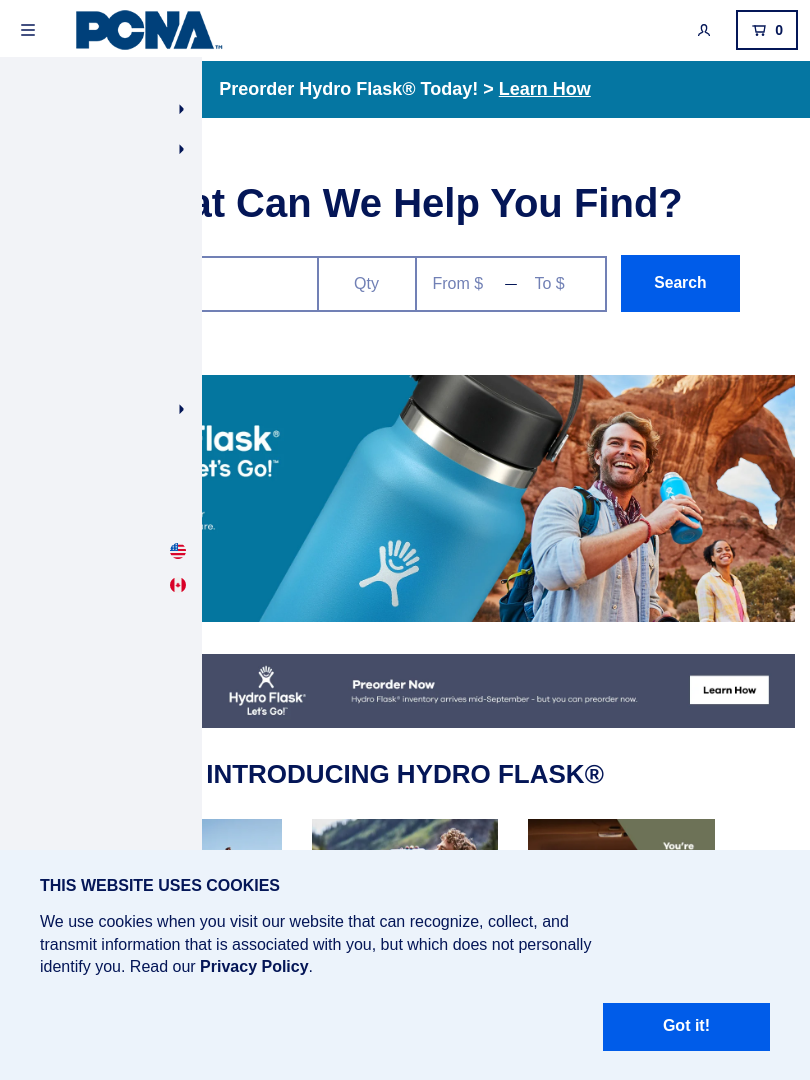 PCNA™
0
Preorder Hydro Flask® Today! > Learn How
at Can We Help You Find?
Qty
From $
To $
Search
Flask®
Let's Go!™
Hydro Flask®
Let's Go!™
Preorder Now
Hydro Flask® inventory arrives mid-September - but you can preorder now.
Learn How
INTRODUCING HYDRO FLASK®
You're
THIS WEBSITE USES COOKIES
We use cookies when you visit our website that can recognize, collect, and
transmit information that is associated with you, but which does not personally
identify you. Read our Privacy Policy.
Got it!